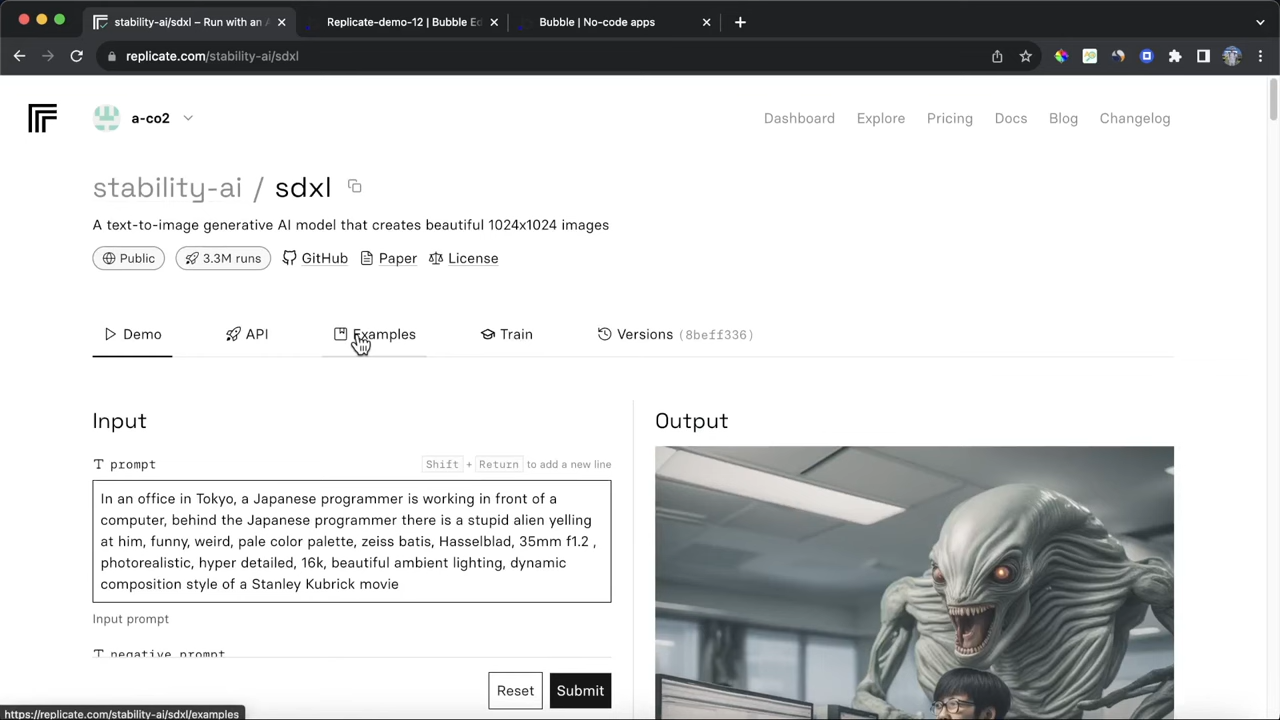 stability-ai/sdxl – Run with an A
Replicate-demo-12 | Bubble Ed
Bubble | No-code apps
replicate.com/stability-ai/sdxl
a-co2
Dashboard Explore Pricing Docs Blog Changelog
stability-ai / sdxl
A text-to-image generative AI model that creates beautiful 1024x1024 images
Public 3.3M runs GitHub Paper License
Demo API Examples Train Versions (8beff336)
Input
Output
prompt Shift + Return to add a new line
In an office in Tokyo, a Japanese programmer is working in front of a
computer, behind the Japanese programmer there is a stupid alien yelling
at him, funny, weird, pale color palette, zeiss batis, Hasselblad, 35mm f1.2 ,
photorealistic, hyper detailed, 16k, beautiful ambient lighting, dynamic
composition style of a Stanley Kubrick movie
Input prompt
negative prompt
Reset Submit
https://replicate.com/stability-ai/sdxl/examples